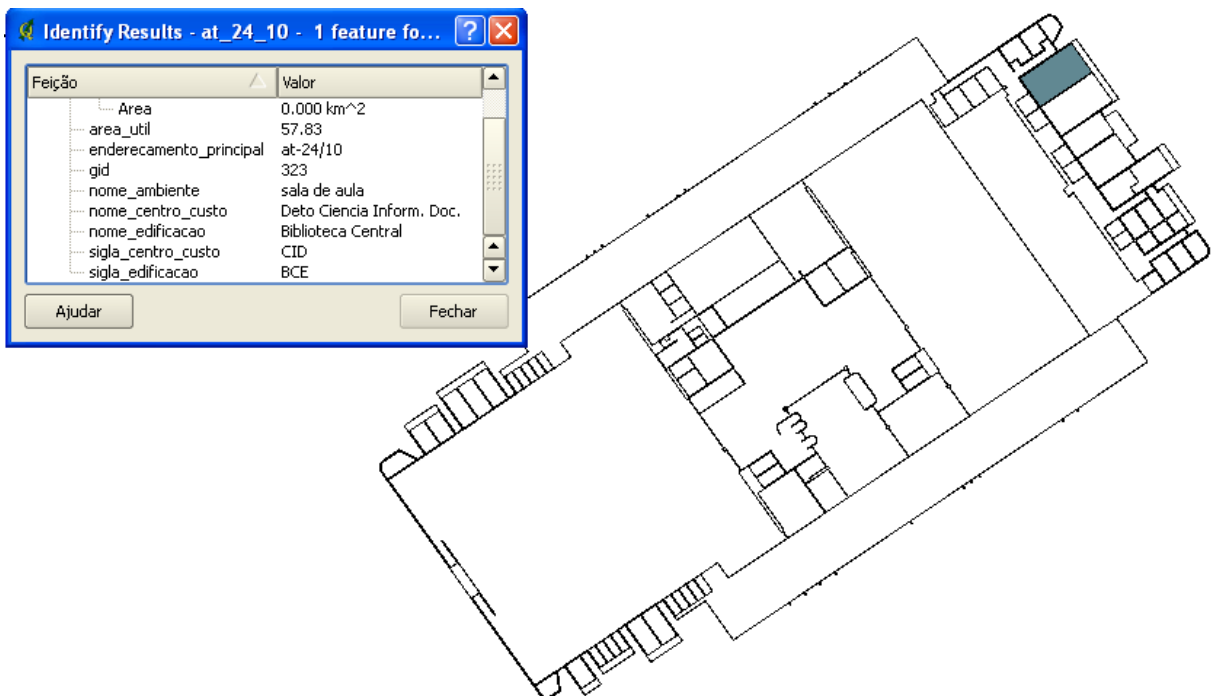 Identify Results - at_24_10 - 1 feature fo...
Feição Valor
Area 0.000 km^2
area_util 57.83
enderecamento_principal at-24/10
gid 323
nome_ambiente sala de aula
nome_centro_custo Deto Ciencia Inform. Doc.
nome_edificacao Biblioteca Central
sigla_centro_custo CID
sigla_edificacao BCE
Ajudar Fechar